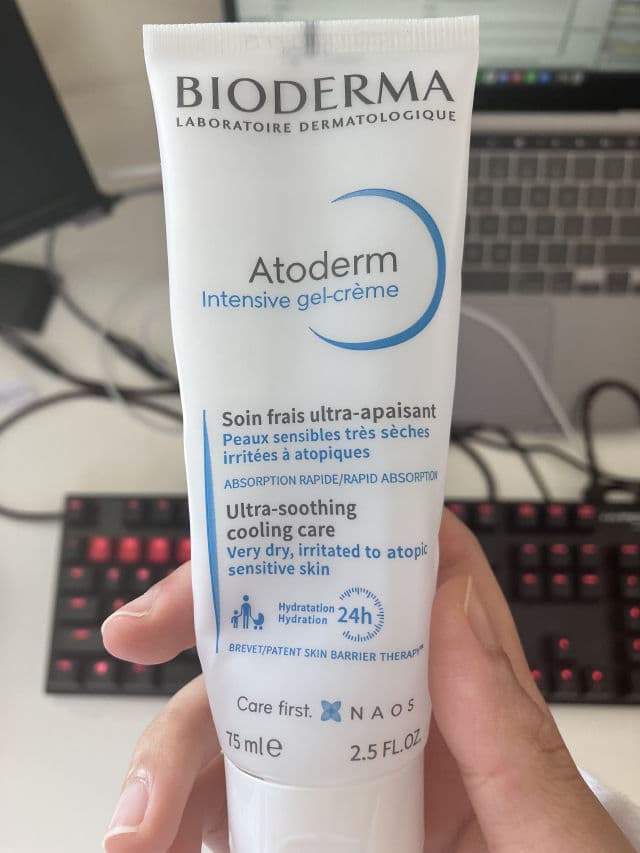 BIODERMA
LABORATOIRE DERMATOLOGIQUE
Atoderm
Intensive gel-crème
Soin frais ultra-apaisant
Peaux sensibles très sèches
irritées à atopiques
ABSORPTION RAPIDE/RAPID ABSORPTION
Ultra-soothing
cooling care
Very dry, irritated to atopic
sensitive skin
Hydratation
Hydration
24h
BREVET/PATENT SKIN BARRIER THERAPY™
Care first. NAOS
75 ml℮ 2.5 FL.OZ